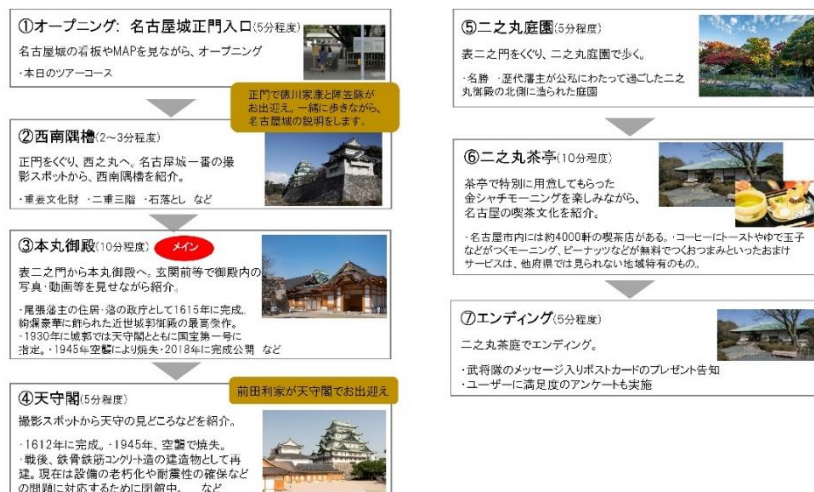 ①オープニング: 名古屋城正門入口(5分程度)
名古屋城の看板やMAPを見ながら、オープニング
・本日のツアーコース
正門で徳川家康と陣笠隊が
お出迎え。一緒に歩きながら、
名古屋城の説明をします。
②西南隅櫓(2～3分程度)
正門をくぐり、西之丸へ。名古屋城一番の撮
影スポットから、西南隅櫓を紹介。
・重要文化財 ・二重三階 ・石落とし など
③本丸御殿(10分程度)
メイン
表二之門から本丸御殿へ。玄関前等で御殿内の
写真・動画等を見せながら紹介。
・尾張藩主の住居・藩の政庁として1615年に完成。
絢爛豪華に飾られた近世城郭御殿の最高傑作。
・1930年に城郭では天守閣とともに国宝第一号に
指定。・1945年空襲により焼失・2018年に完成公開 など
④天守閣(5分程度)
前田利家が天守閣でお出迎え
撮影スポットから天守の見どころなどを紹介。
・1612年に完成。・1945年、空襲で焼失。
・戦後、鉄骨鉄筋コンクリート造の建造物として再
建。現在は設備の老朽化や耐震性の確保など
の問題に対応するために閉館中。 など
⑤二之丸庭園(5分程度)
表二之門をくぐり、二之丸庭園で歩く。
・名勝 ・歴代藩主が公私にわたって過ごした二之
丸御殿の北側に造られた庭園
⑥二之丸茶亭(10分程度)
茶亭で特別に用意してもらった
金シャチモーニングを楽しみながら、
名古屋の喫茶文化を紹介。
・名古屋市内には約4000軒の喫茶店がある。・コーヒーにトーストやゆで玉子
などがつくモーニング、ピーナッツなどが無料でつくおつまみといったおまけ
サービスは、他府県では見られない地域特有のもの。
⑦エンディング(5分程度)
二之丸茶庭でエンディング。
・武将隊のメッセージ入りポストカードのプレゼント告知
・ユーザーに満足度のアンケートも実施